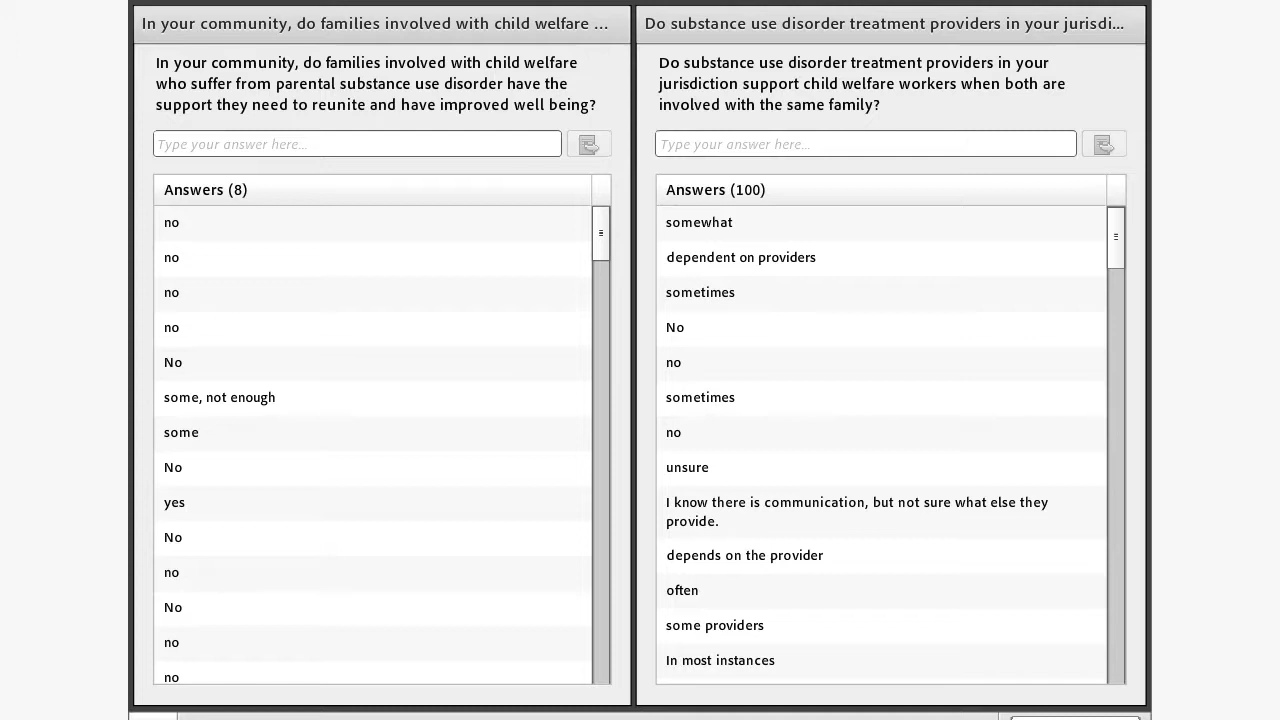 In your community, do families involved with child welfare ...
In your community, do families involved with child welfare
who suffer from parental substance use disorder have the
support they need to reunite and have improved well being?
Type your answer here...
Answers (8)
no
no
no
no
No
some, not enough
some
No
yes
No
no
No
no
no
Do substance use disorder treatment providers in your jurisdi...
Do substance use disorder treatment providers in your
jurisdiction support child welfare workers when both are
involved with the same family?
Type your answer here...
Answers (100)
somewhat
dependent on providers
sometimes
No
no
sometimes
no
unsure
I know there is communication, but not sure what else they
provide.
depends on the provider
often
some providers
In most instances